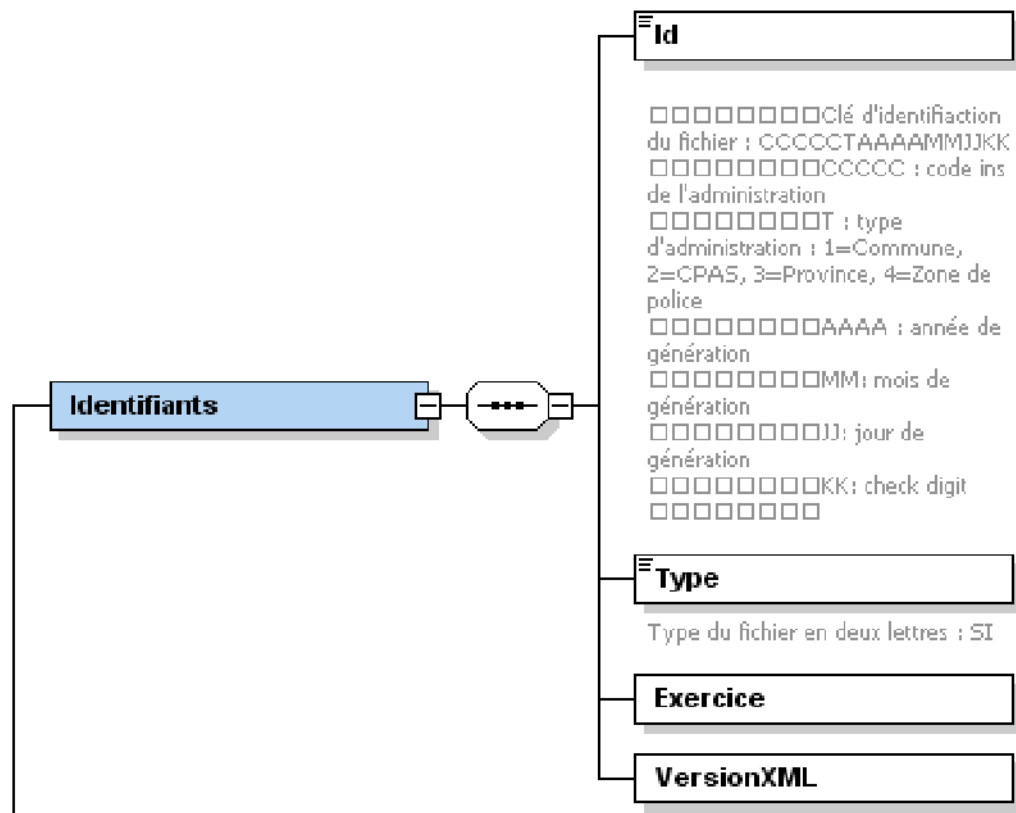 Id
□□□□□□□□Clé d'identifiaction
du fichier : CCCCCTAAAAMMJJKK
□□□□□□□□CCCCC : code ins
de l'administration
□□□□□□□□T : type
d'administration : 1=Commune,
2=CPAS, 3=Province, 4=Zone de
police
□□□□□□□□AAAA : année de
génération
□□□□□□□□MM: mois de
génération
□□□□□□□□JJ: jour de
génération
□□□□□□□□KK: check digit
□□□□□□□□
Identifiants
Type
Type du fichier en deux lettres : SI
Exercice
VersionXML